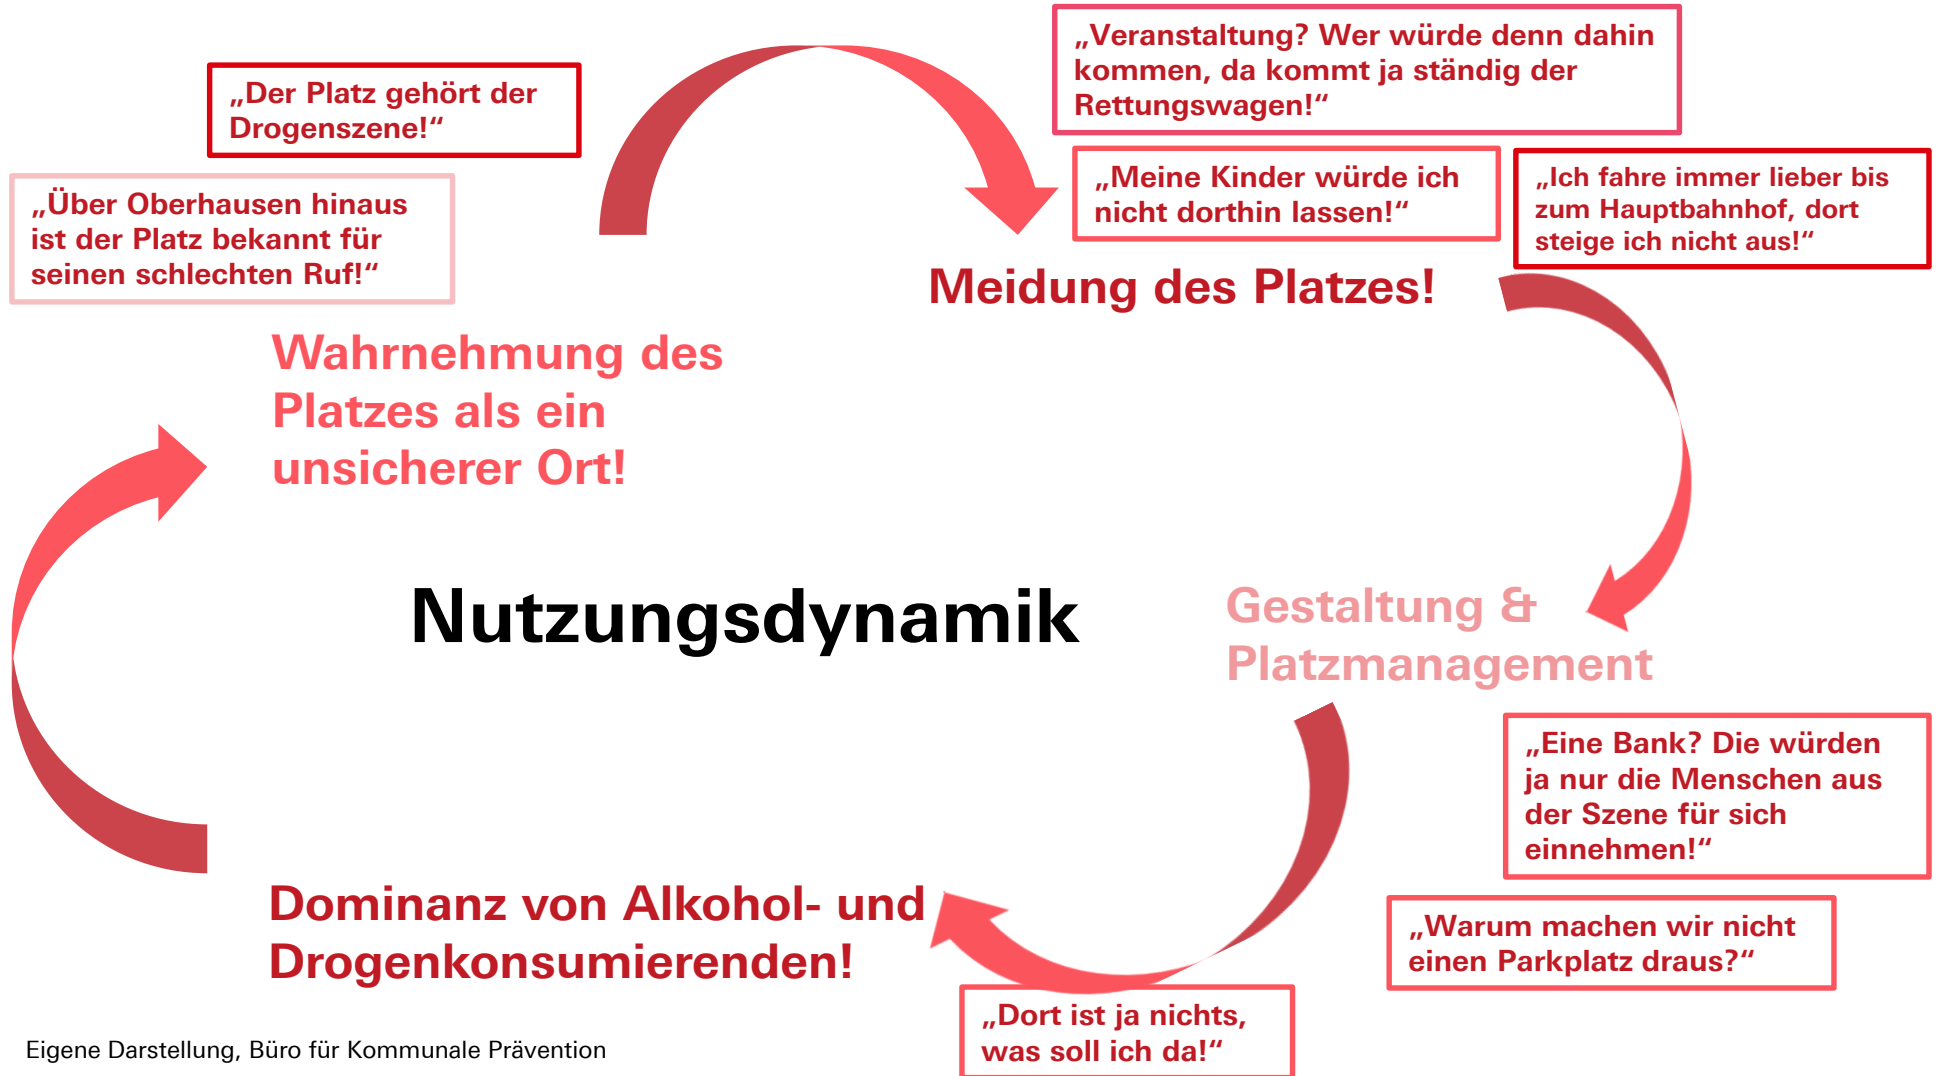 „Der Platz gehört der
Drogenszene!“
„Über Oberhausen hinaus
ist der Platz bekannt für
seinen schlechten Ruf!“
Wahrnehmung des
Platzes als ein
unsicherer Ort!
„Veranstaltung? Wer würde denn dahin
kommen, da kommt ja ständig der
Rettungswagen!“
„Meine Kinder würde ich
nicht dorthin lassen!“
„Ich fahre immer lieber bis
zum Hauptbahnhof, dort
steige ich nicht aus!“
Meidung des Platzes!
Nutzungsdynamik
Gestaltung &
Platzmanagement
„Eine Bank? Die würden
ja nur die Menschen aus
der Szene für sich
einnehmen!“
„Warum machen wir nicht
einen Parkplatz draus?“
„Dort ist ja nichts,
was soll ich da!“
Dominanz von Alkohol- und
Drogenkonsumierenden!
Eigene Darstellung, Büro für Kommunale Prävention